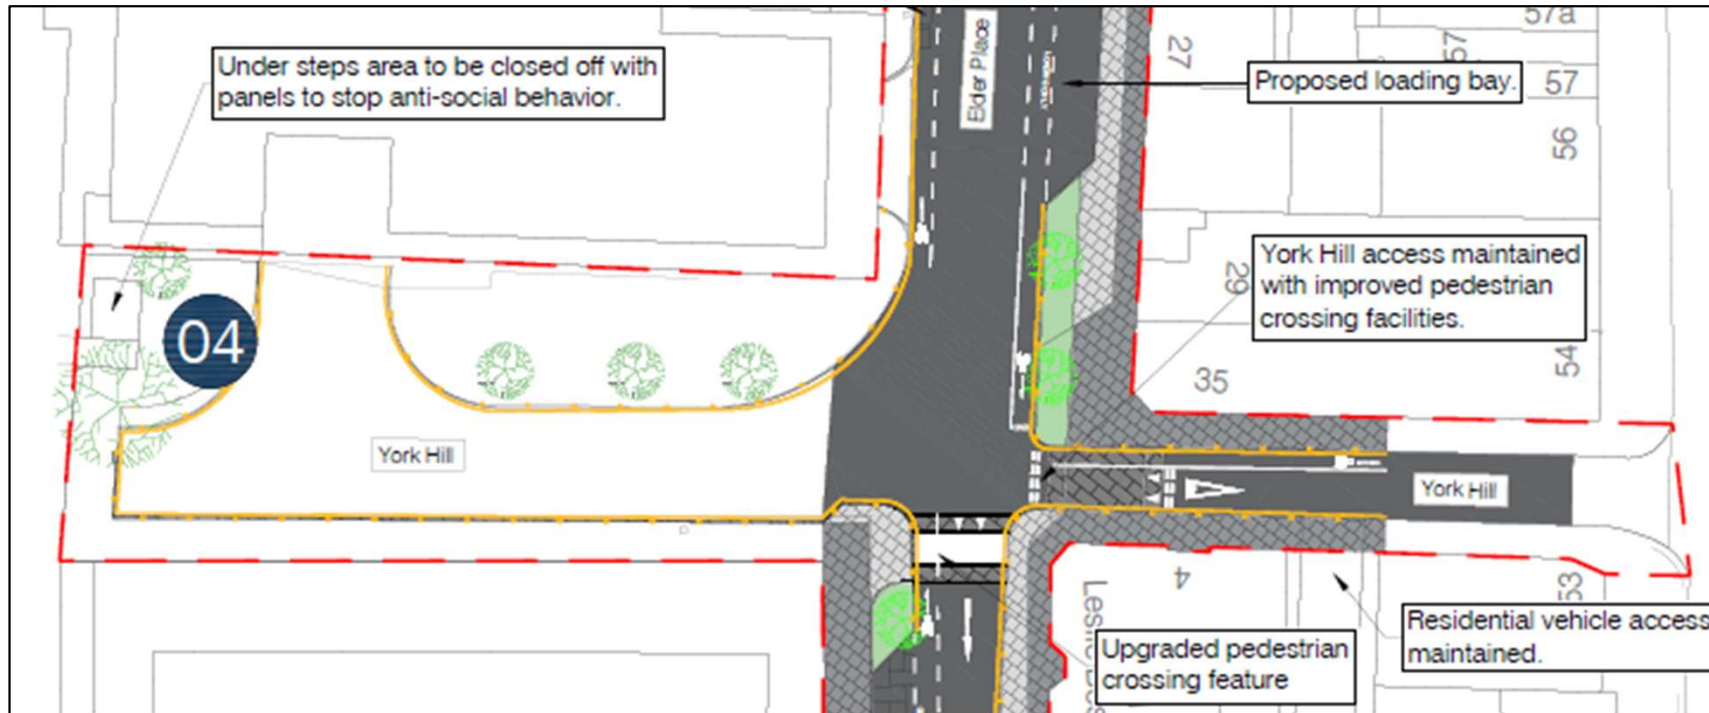 Under steps area to be closed off with
panels to stop anti-social behavior.
Elder Place
27
Proposed loading bay.
57a
57
57
56
York Hill access maintained
with improved pedestrian
crossing facilities.
29
04
35
54
York Hill
York Hill
4
53
Residential vehicle access
maintained.
Upgraded pedestrian
crossing feature